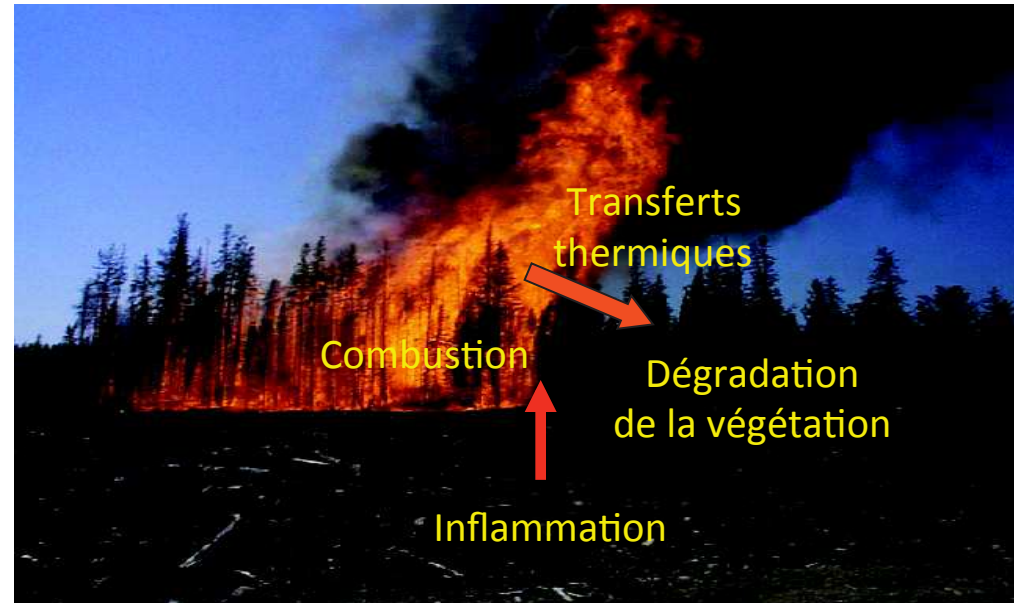 Transferts
thermiques
Combustion
Dégradation
de la végétation
Inflammation